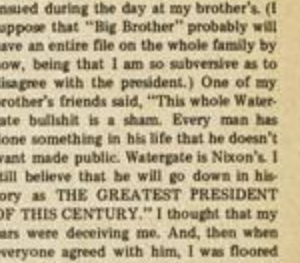 nsued during the day at my brother's. (I
uppose that "Big Brother" probably will
ave an entire file on the whole family by
ow, being that I am so subversive as to
isagree with the president.) One of my
rother's friends said, "This whole Water-
ate bullshit is a sham. Every man has
one something in his life that he doesn't
vant made public. Watergate is Nixon's. I
till believe that he will go down in his-
ory as THE GREATEST PRESIDENT
OF THIS CENTURY." I thought that my
ars were deceiving me. And, then when
veryone agreed with him, I was floored